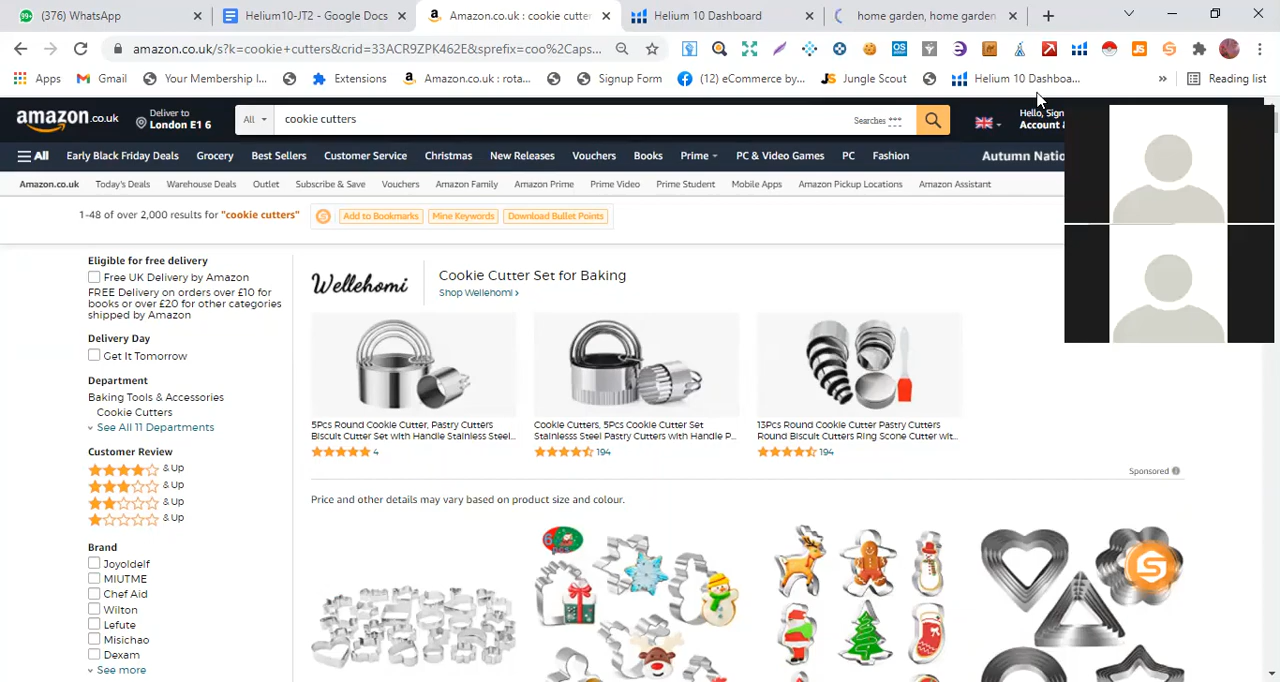 (376) WhatsApp
Helium10-JT2 - Google Docs
Amazon.co.uk : cookie cutter
Helium 10 Dashboard
home garden, home garden
amazon.co.uk/s?k=cookie+cutters&crid=33ACR9ZPK462E&sprefix=coo%2Caps...
Apps
Gmail
Your Membership I...
Extensions
Amazon.co.uk : rota...
Signup Form
(12) eCommerce by...
Jungle Scout
Helium 10 Dashboa...
»
Reading list
amazon.co.uk
Deliver to
London E1 6
All
cookie cutters
Searches
Hello, Sign
Account &
All
Early Black Friday Deals
Grocery
Best Sellers
Customer Service
Christmas
New Releases
Vouchers
Books
Prime
PC & Video Games
PC
Fashion
Autumn Natio
Amazon.co.uk
Today's Deals
Warehouse Deals
Outlet
Subscribe & Save
Vouchers
Amazon Family
Amazon Prime
Prime Video
Prime Student
Mobile Apps
Amazon Pickup Locations
Amazon Assistant
1-48 of over 2,000 results for "cookie cutters"
Add to Bookmarks
Mine Keywords
Download Bullet Points
Eligible for free delivery
Free UK Delivery by Amazon
FREE Delivery on orders over £10 for
books or over £20 for other categories
shipped by Amazon
Delivery Day
Get It Tomorrow
Department
Baking Tools & Accessories
Cookie Cutters
See All 11 Departments
Customer Review
& Up
& Up
& Up
& Up
Brand
Joyoldelf
MIUTME
Chef Aid
Wilton
Lefute
Misichao
Dexam
See more
Wellehomi
Cookie Cutter Set for Baking
Shop Wellehomi ›
5Pcs Round Cookie Cutter, Pastry Cutters
Biscuit Cutter Set with Handle Stainless Steel...
4
Cookie Cutters, 5Pcs Cookie Cutter Set
Stainlesss Steel Pastry Cutters with Handle P...
194
13Pcs Round Cookie Cutter Pastry Cutters
Round Biscuit Cutters Ring Scone Cutter wit...
194
Sponsored
Price and other details may vary based on product size and colour.